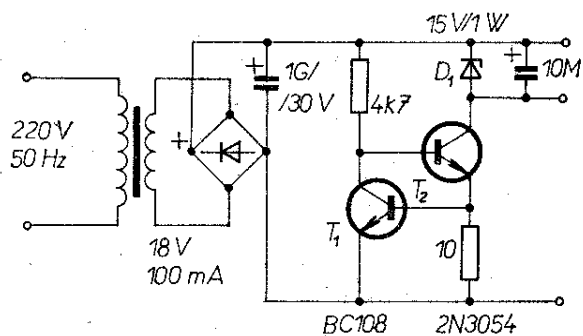 15 V/1 W
+
1G/
/30 V
4k7
D1
+
10M
220 V
50 Hz
+
T2
T1
18 V
100 mA
10
BC108
2N3054